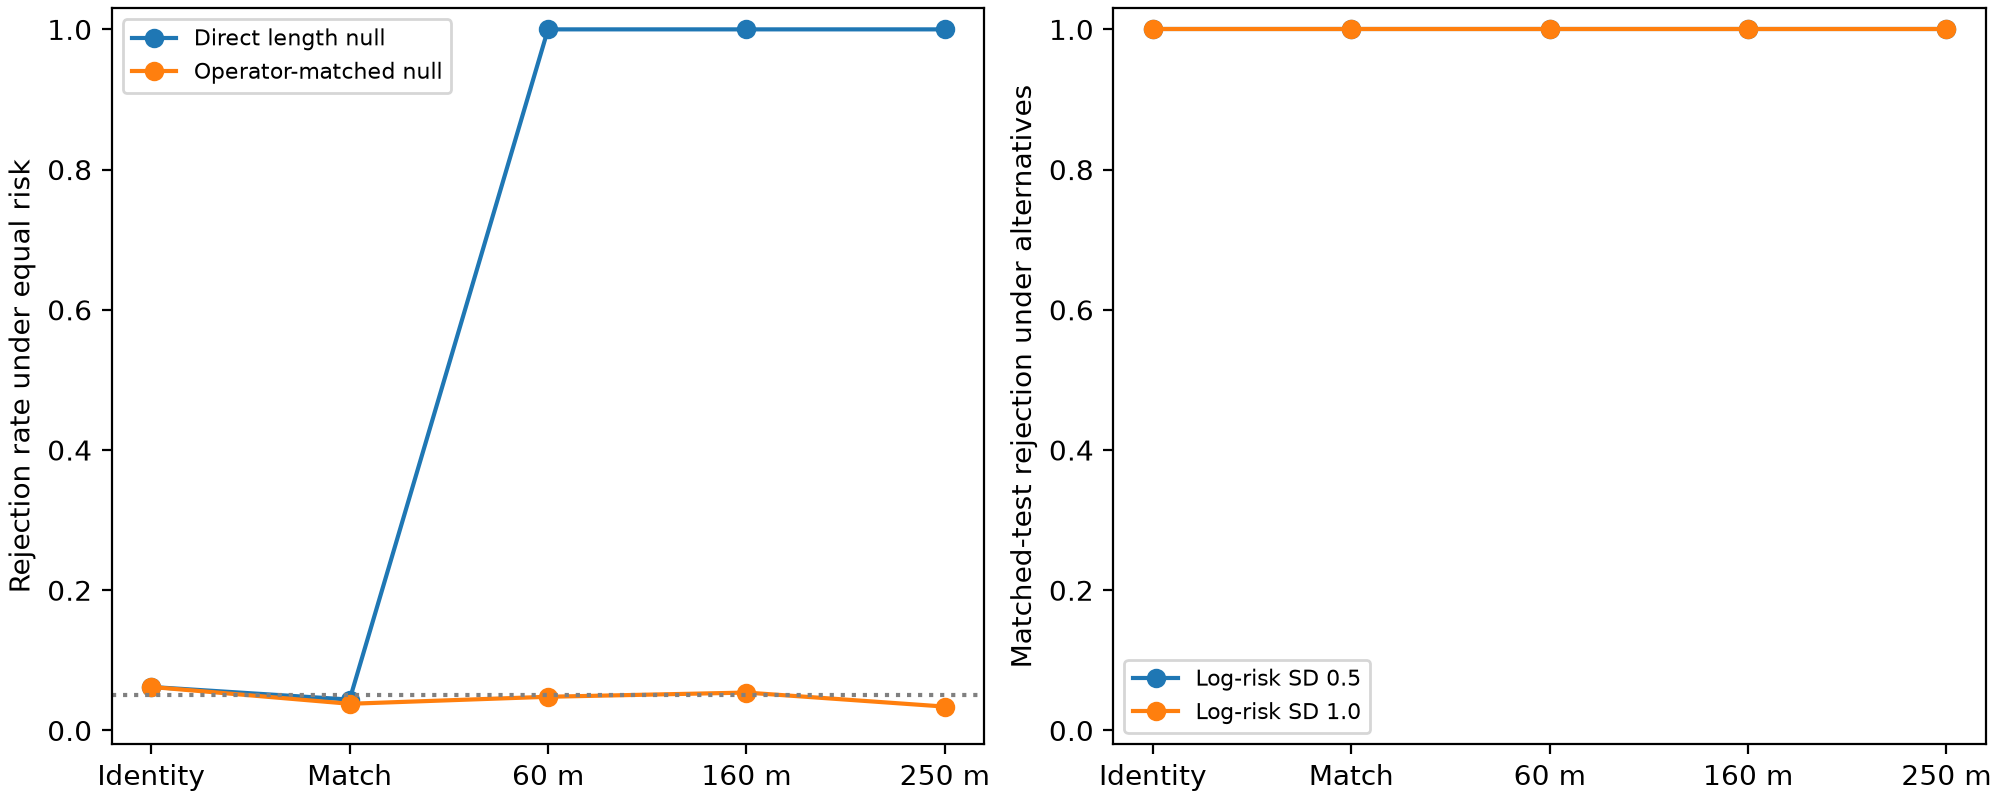 Rejection rate under equal risk
1.0
0.8
0.6
0.4
0.2
0.0
Direct length null
Operator-matched null
Identity
Match
60 m
160 m
250 m
Matched-test rejection under alternatives
1.0
0.8
0.6
0.4
0.2
0.0
Log-risk SD 0.5
Log-risk SD 1.0
Identity
Match
60 m
160 m
250 m